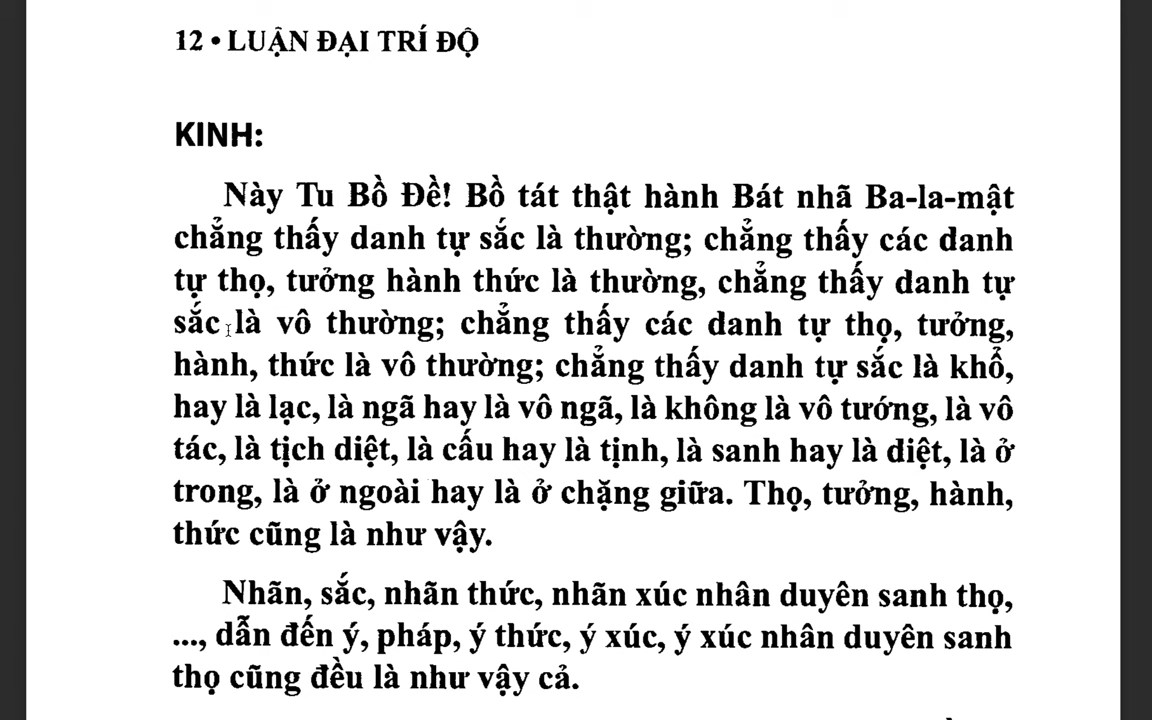 12 • LUẬN ĐẠI TRÍ ĐỘ
KINH:
Này Tu Bồ Đề! Bồ tát thật hành Bát nhã Ba-la-mật
chẳng thấy danh tự sắc là thường; chẳng thấy các danh
tự thọ, tưởng hành thức là thường, chẳng thấy danh tự
sắc là vô thường; chẳng thấy các danh tự thọ, tưởng,
hành, thức là vô thường; chẳng thấy danh tự sắc là khổ,
hay là lạc, là ngã hay là vô ngã, là không là vô tướng, là vô
tác, là tịch diệt, là cấu hay là tịnh, là sanh hay là diệt, là ở
trong, là ở ngoài hay là ở chặng giữa. Thọ, tưởng, hành,
thức cũng là như vậy.
Nhãn, sắc, nhãn thức, nhãn xúc nhân duyên sanh thọ,
..., dẫn đến ý, pháp, ý thức, ý xúc, ý xúc nhân duyên sanh
thọ cũng đều là như vậy cả.